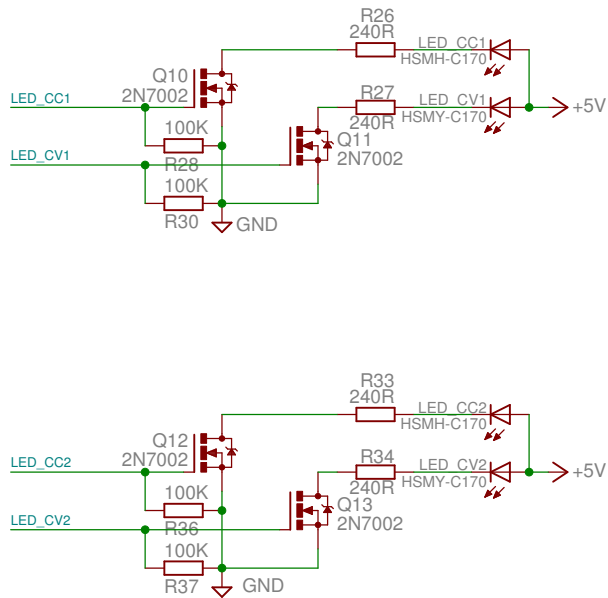 R26
240R
LED_CC1
HSMH-C170
Q10
2N7002
LED_CC1
R27
240R
LED_CV1
HSMY-C170
+5V
100K
R28
Q11
2N7002
LED_CV1
100K
R30
GND
R33
240R
LED_CC2
HSMH-C170
Q12
2N7002
LED_CC2
R34
240R
LED_CV2
HSMY-C170
+5V
100K
R36
Q13
2N7002
LED_CV2
100K
R37
GND